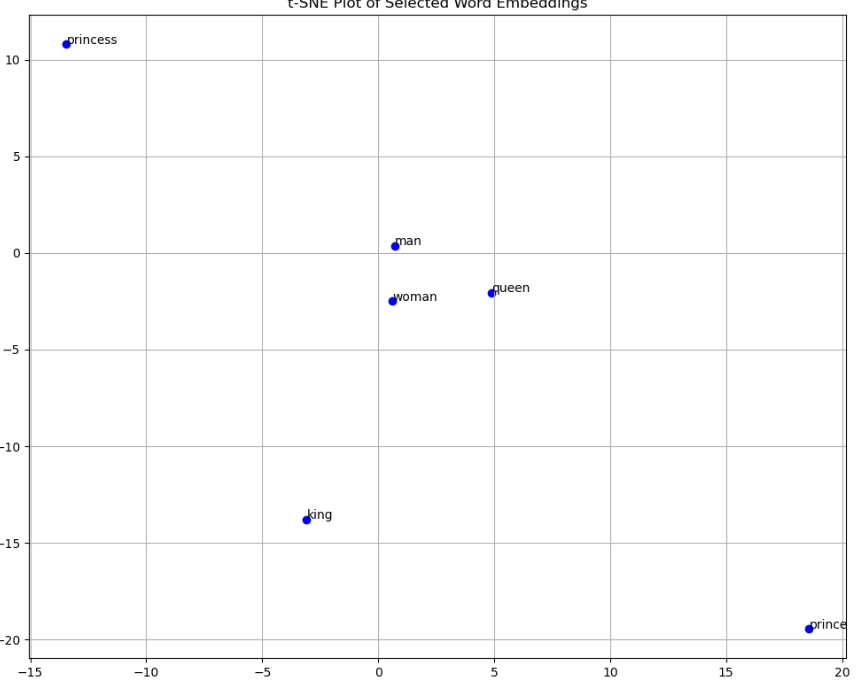 t-SNE Plot of Selected Word Embeddings
princess
10
5
man
0
queen
woman
−5
−10
king
−15
prince
−20
−15 −10 −5 0 5 10 15 20